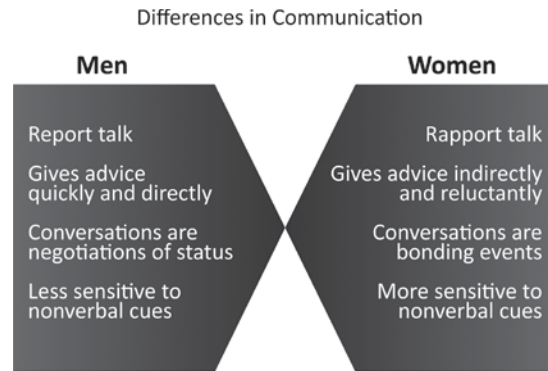 Differences in Communication
Men
Report talk
Gives advice
quickly and directly
Conversations are
negotiations of status
Less sensitive to
nonverbal cues
Women
Rapport talk
Gives advice indirectly
and reluctantly
Conversations are
bonding events
More sensitive to
nonverbal cues